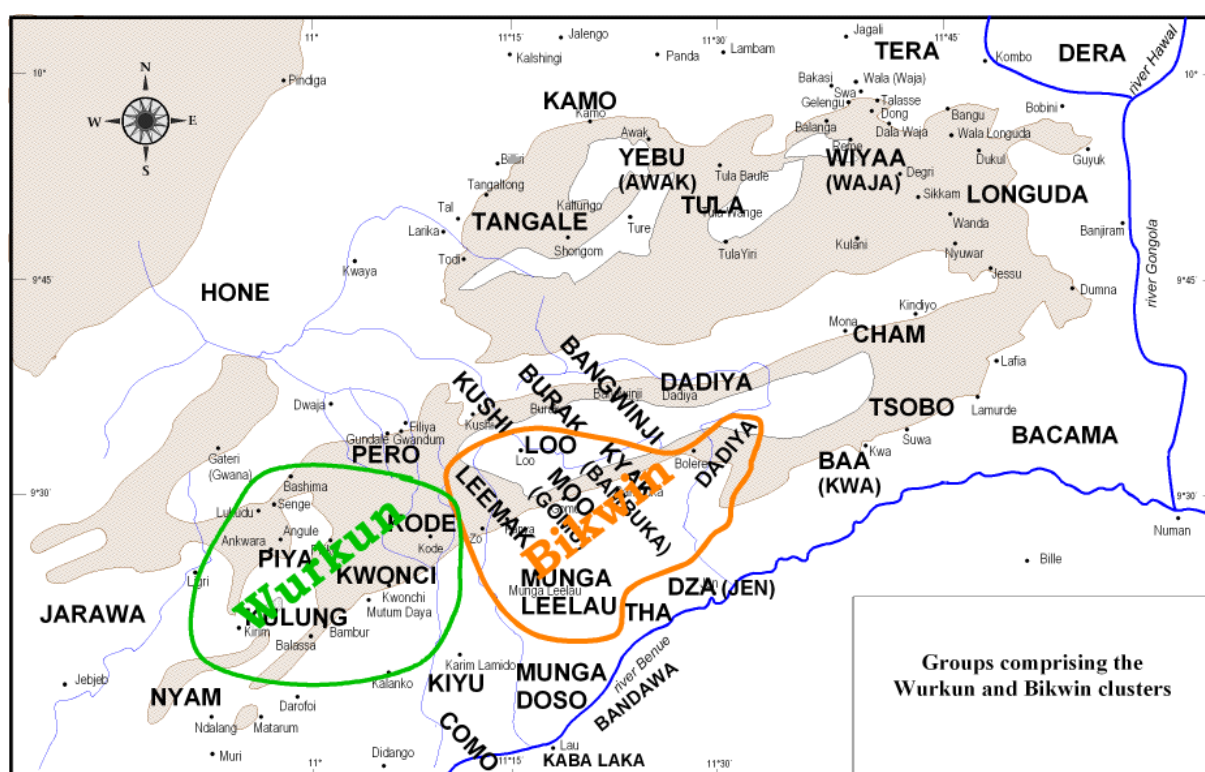 11°
11°15
11°30
11°45
Jagali
Jalengo
Kalshingi
Panda
Lambam
TERA
DERA
Kombo
river Hawal
10°
10°
Pindiga
N
W
E
S
Bakasi
Wala (Waja)
Swa
Gelengu
Talasse
KAMO
Kamo
Dong
Bangu
Bobini
Balanga
Dala Waja
Wala Longuda
Awak
YEBU
(AWAK)
WIYAA
(WAJA)
Dukul
Guyuk
Billiri
Tula Baule
Degri
Tangaltong
Kaltungo
TULA
Sikkam
LONGUDA
Tal
TANGALE
Ture
Tula Wange
Wanda
Banjiram
Larika
Shongom
TulaYiri
Kulani
Nyuwar
Todi
Kwaya
Jessu
9°45
9°45
HONE
Dumna
river Gongola
Kindiyo
Mona
CHAM
BANGWINJI
BURAK
KUSHI
DADIYA
Lafia
Dadiya
Dwaja
TSOBO
Lamurde
Filiya
Gundale
Gwandum
Suwa
BACAMA
PERO
LOO
Loo
KYAK
(BAMBUKA)
Bolere
DADIYA
Kwa
BAA
(KWA)
Gateri
(Gwana)
9°30
9°30
Bashima
LEEMAK
MOO
(GOMU)
Lukudu
Senge
Numan
Wurkun
Bikwin
Angule
KODE
Kode
Zo
Ankwara
PIYA
Bille
KWONCI
MUNGA
LEELAU
DZA (JEN)
Ligri
Kwonchi
Munga Leelau
JARAWA
Mutum Daya
THA
KULUNG
Kirim
Bambur
Balassa
Groups comprising the
Wurkun and Bikwin clusters
Karim Lamido
MUNGA
DOSO
river Benue
BANDAWA
Jebjeb
Kalanko
KIYU
NYAM
Darofoi
Ndalang
Matarum
COMO
Muri
Didango
Lau
KABA LAKA
11°
11°15
11°30